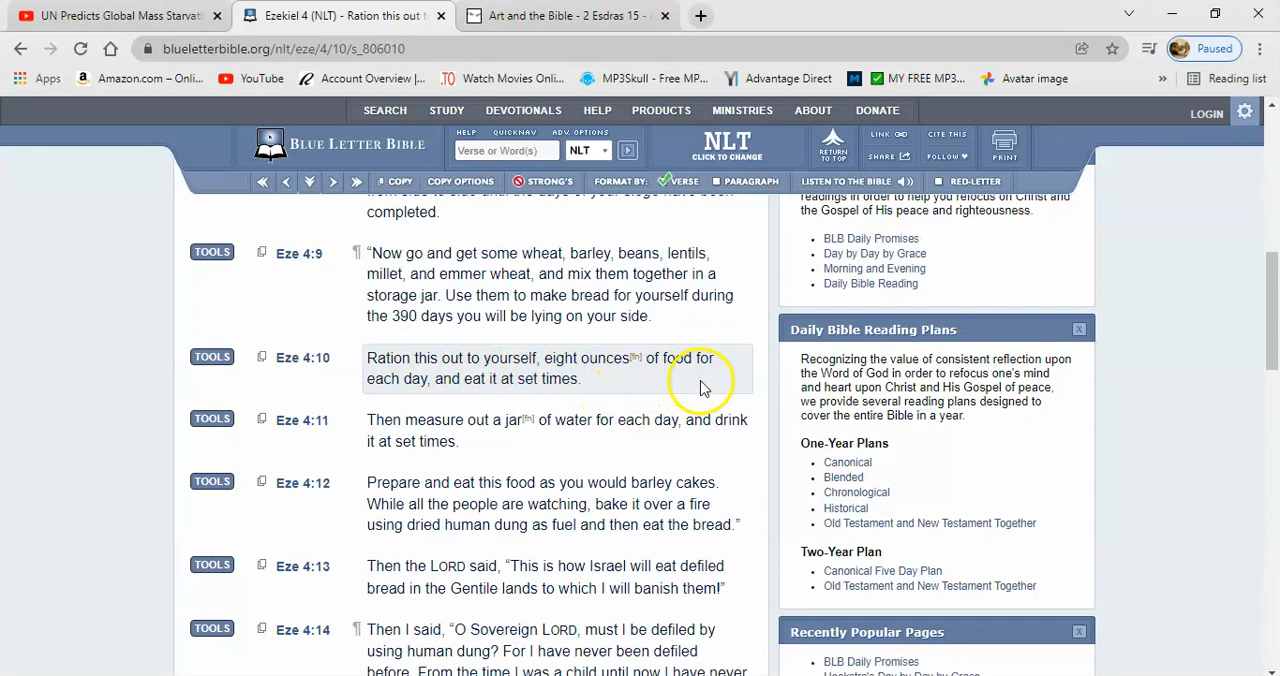 UN Predicts Global Mass Starvati
Ezekiel 4 (NLT) - Ration this out t
Art and the Bible - 2 Esdras 15 -
blueletterbible.org/nlt/eze/4/10/s_806010
Paused
Apps
Amazon.com – Onli...
YouTube
Account Overview |...
Watch Movies Onlin...
MP3Skull - Free MP...
Advantage Direct
MY FREE MP3...
Avatar image
»
Reading list
SEARCH STUDY DEVOTIONALS HELP PRODUCTS MINISTRIES ABOUT DONATE
LOGIN
BLUE LETTER BIBLE
HELP QUICKNAV ADV. OPTIONS
Verse or Word(s)
NLT
NLT
CLICK TO CHANGE
RETURN
TO TOP
LINK
CITE THIS
SHARE
FOLLOW
PRINT
COPY COPY OPTIONS STRONG'S FORMAT BY: VERSE PARAGRAPH LISTEN TO THE BIBLE RED-LETTER
completed.
TOOLS
Eze 4:9
¶ “Now go and get some wheat, barley, beans, lentils,
millet, and emmer wheat, and mix them together in a
storage jar. Use them to make bread for yourself during
the 390 days you will be lying on your side.
TOOLS
Eze 4:10
Ration this out to yourself, eight ounces[fn] of food for
each day, and eat it at set times.
TOOLS
Eze 4:11
Then measure out a jar[fn] of water for each day, and drink
it at set times.
TOOLS
Eze 4:12
Prepare and eat this food as you would barley cakes.
While all the people are watching, bake it over a fire
using dried human dung as fuel and then eat the bread.”
TOOLS
Eze 4:13
Then the LORD said, “This is how Israel will eat defiled
bread in the Gentile lands to which I will banish them!”
TOOLS
Eze 4:14
¶ Then I said, “O Sovereign LORD, must I be defiled by
using human dung? For I have never been defiled
before. From the time I was a child until now I have never
readings in order to help you refocus on Christ and
the Gospel of His peace and righteousness.
BLB Daily Promises
Day by Day by Grace
Morning and Evening
Daily Bible Reading
Daily Bible Reading Plans
Recognizing the value of consistent reflection upon
the Word of God in order to refocus one's mind
and heart upon Christ and His Gospel of peace,
we provide several reading plans designed to
cover the entire Bible in a year.
One-Year Plans
Canonical
Blended
Chronological
Historical
Old Testament and New Testament Together
Two-Year Plan
Canonical Five Day Plan
Old Testament and New Testament Together
Recently Popular Pages
BLB Daily Promises